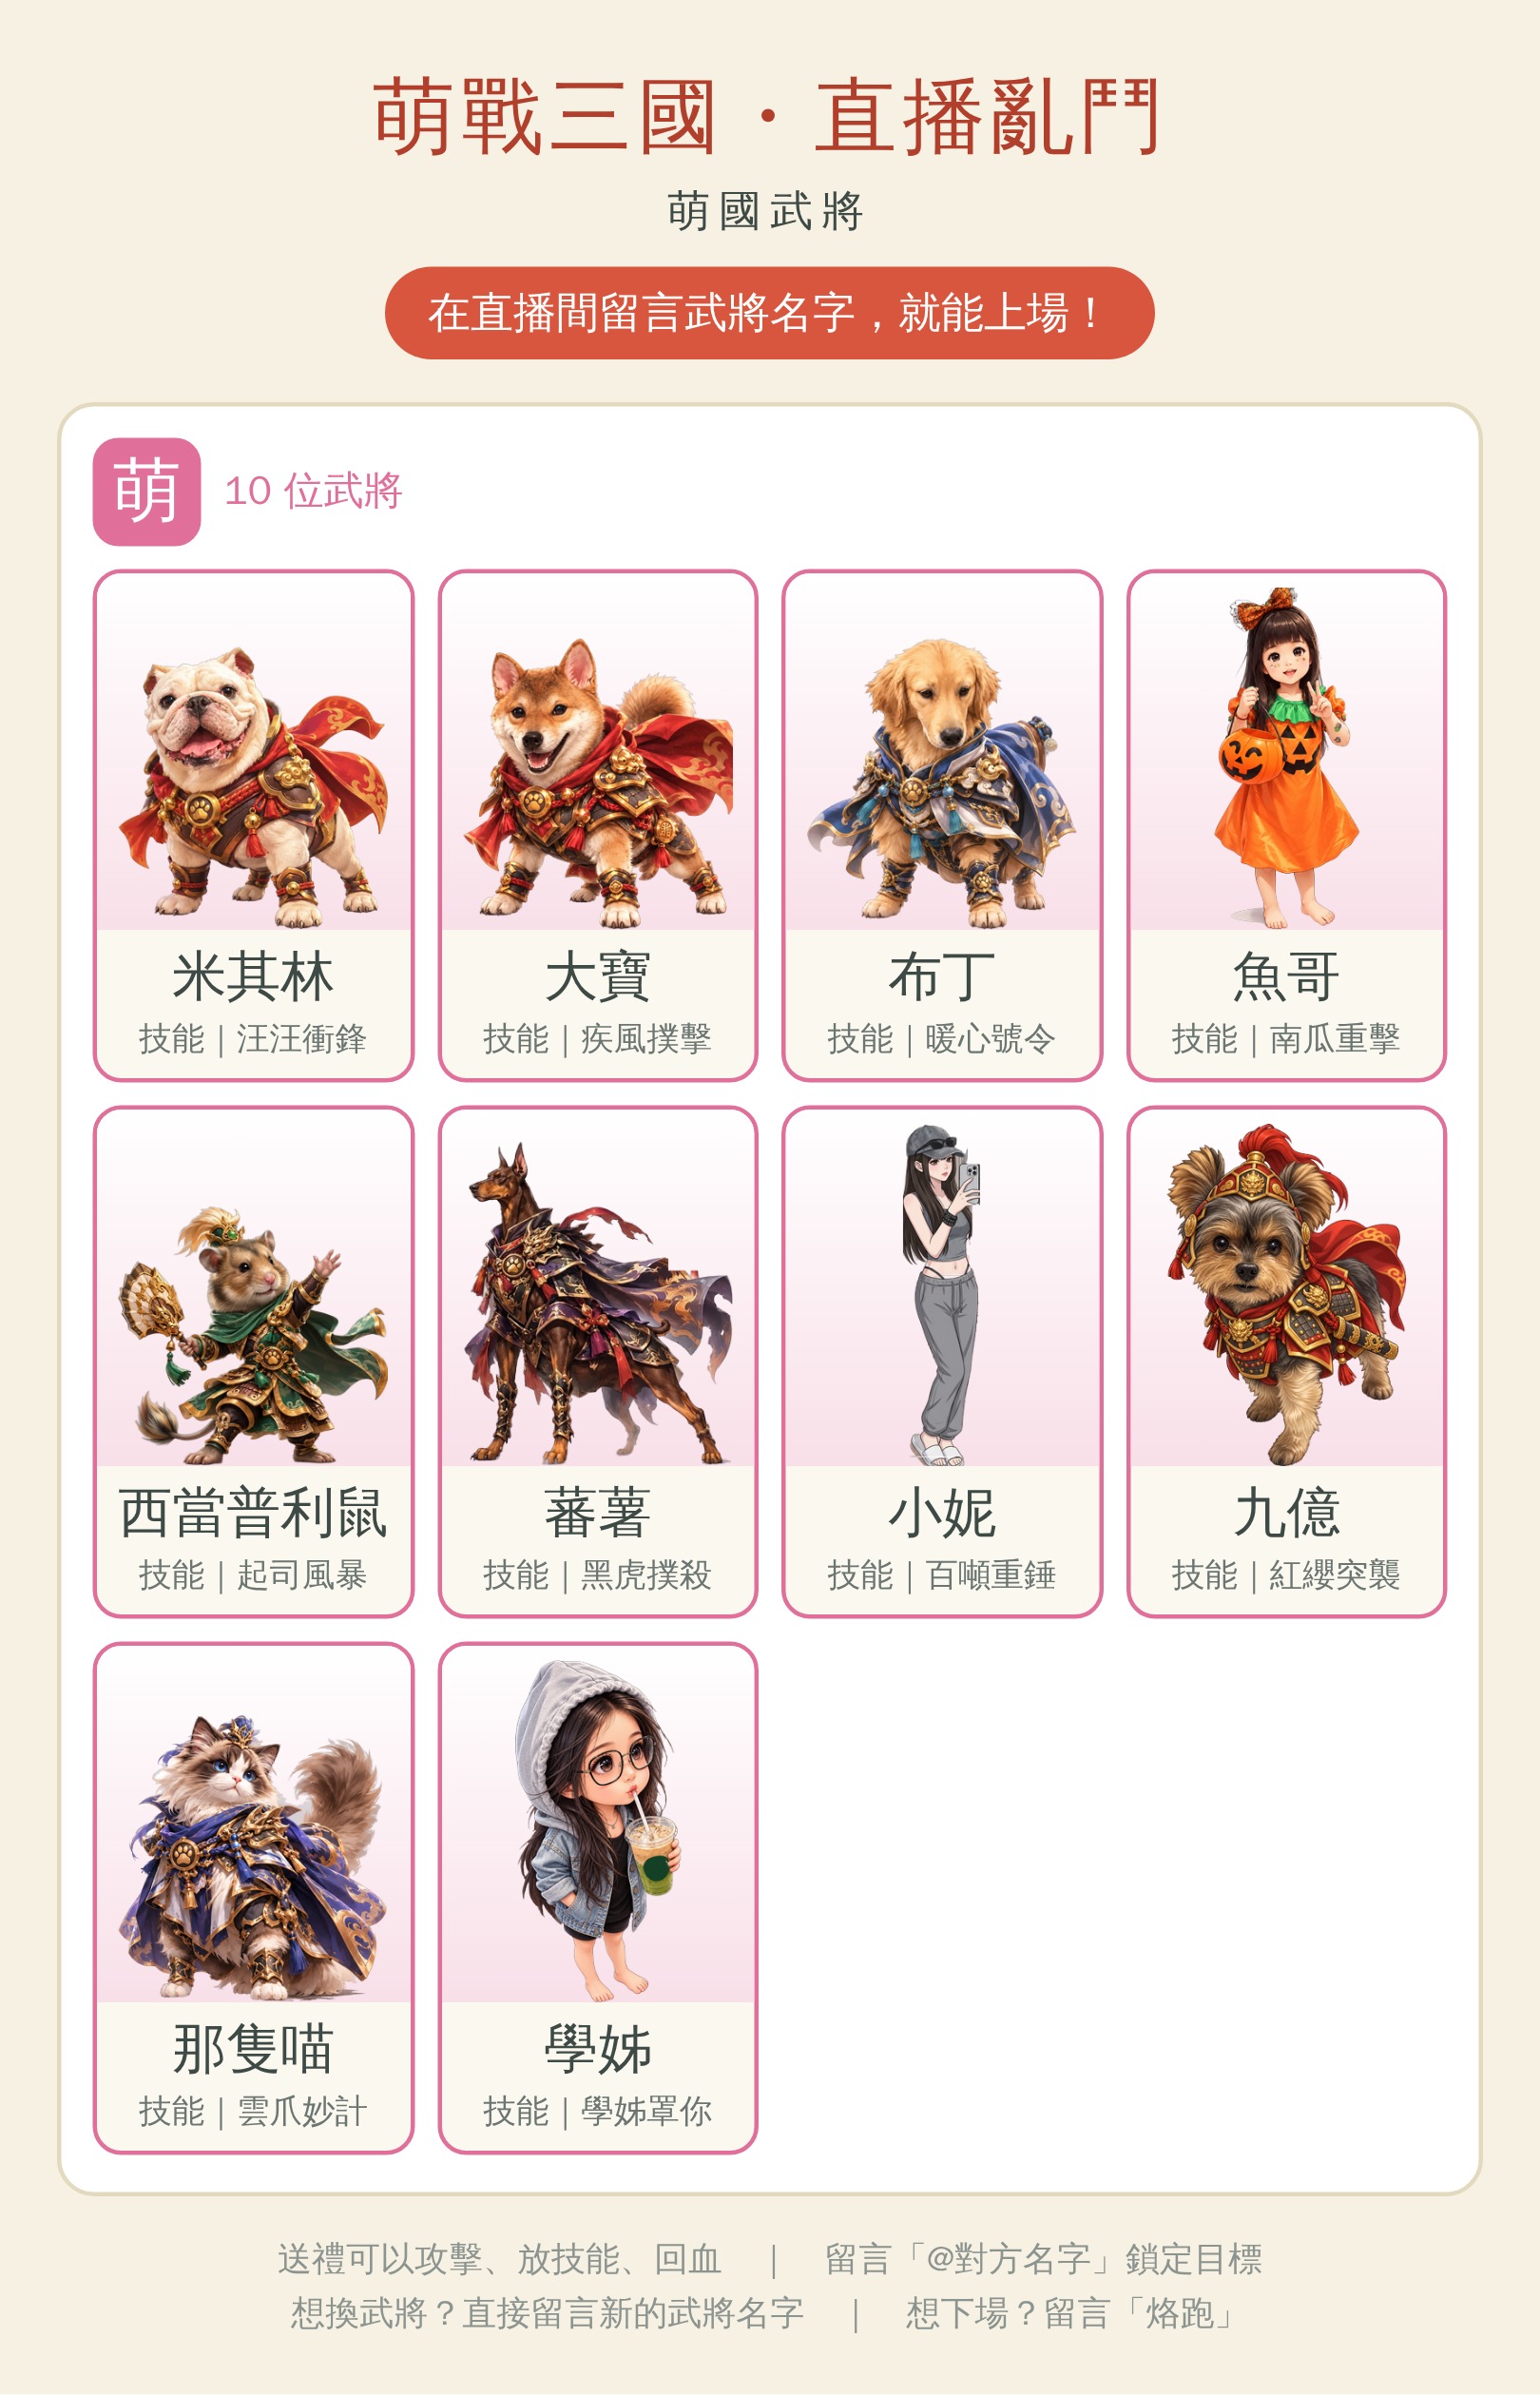 萌戰三國・直播亂鬥
萌國武將
在直播間留言武將名字，就能上場！
萌 10 位武將
米其林
技能｜汪汪衝鋒
大寶
技能｜疾風撲擊
布丁
技能｜暖心號令
魚哥
技能｜南瓜重擊
西當普利鼠
技能｜起司風暴
蕃薯
技能｜黑虎撲殺
小妮
技能｜百噸重錘
九億
技能｜紅纓突襲
那隻喵
技能｜雲爪妙計
學姊
技能｜學姊罩你
送禮可以攻擊、放技能、回血　｜　留言「@對方名字」鎖定目標
想換武將？直接留言新的武將名字　｜　想下場？留言「烙跑」